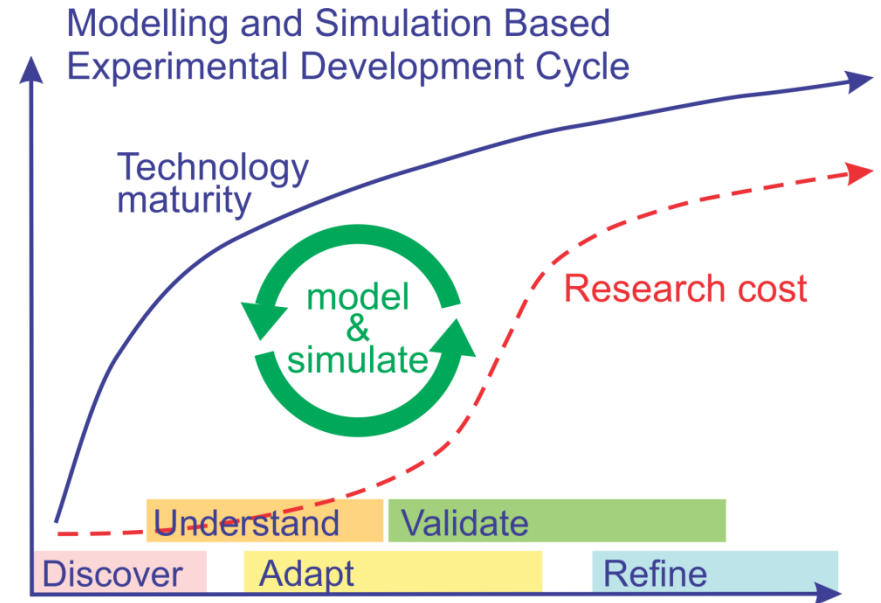 Modelling and Simulation Based
Experimental Development Cycle
Technology
maturity
model
&
simulate
Research cost
Understand
Validate
Discover
Adapt
Refine